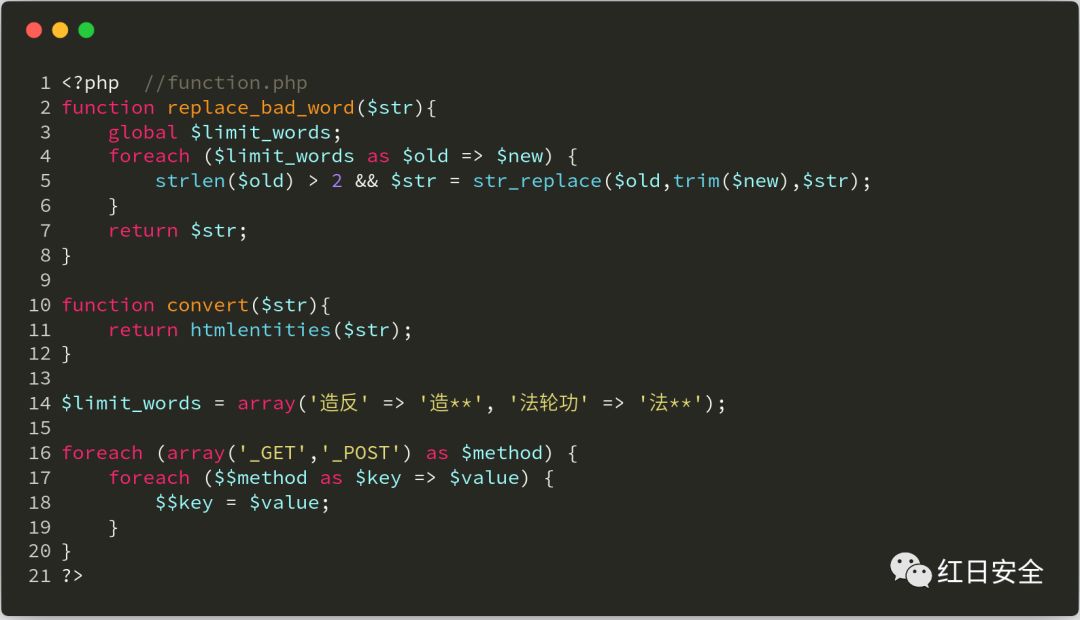 1 <?php  //function.php
2 function replace_bad_word($str){
3     global $limit_words;
4     foreach ($limit_words as $old => $new) {
5         strlen($old) > 2 && $str = str_replace($old,trim($new),$str);
6     }
7     return $str;
8 }
9
10 function convert($str){
11     return htmlentities($str);
12 }
13
14 $limit_words = array('造反' => '造**', '法轮功' => '法**');
15
16 foreach (array('_GET','_POST') as $method) {
17     foreach ($$method as $key => $value) {
18         $$key = $value;
19     }
20 }
21 ?>
红日安全